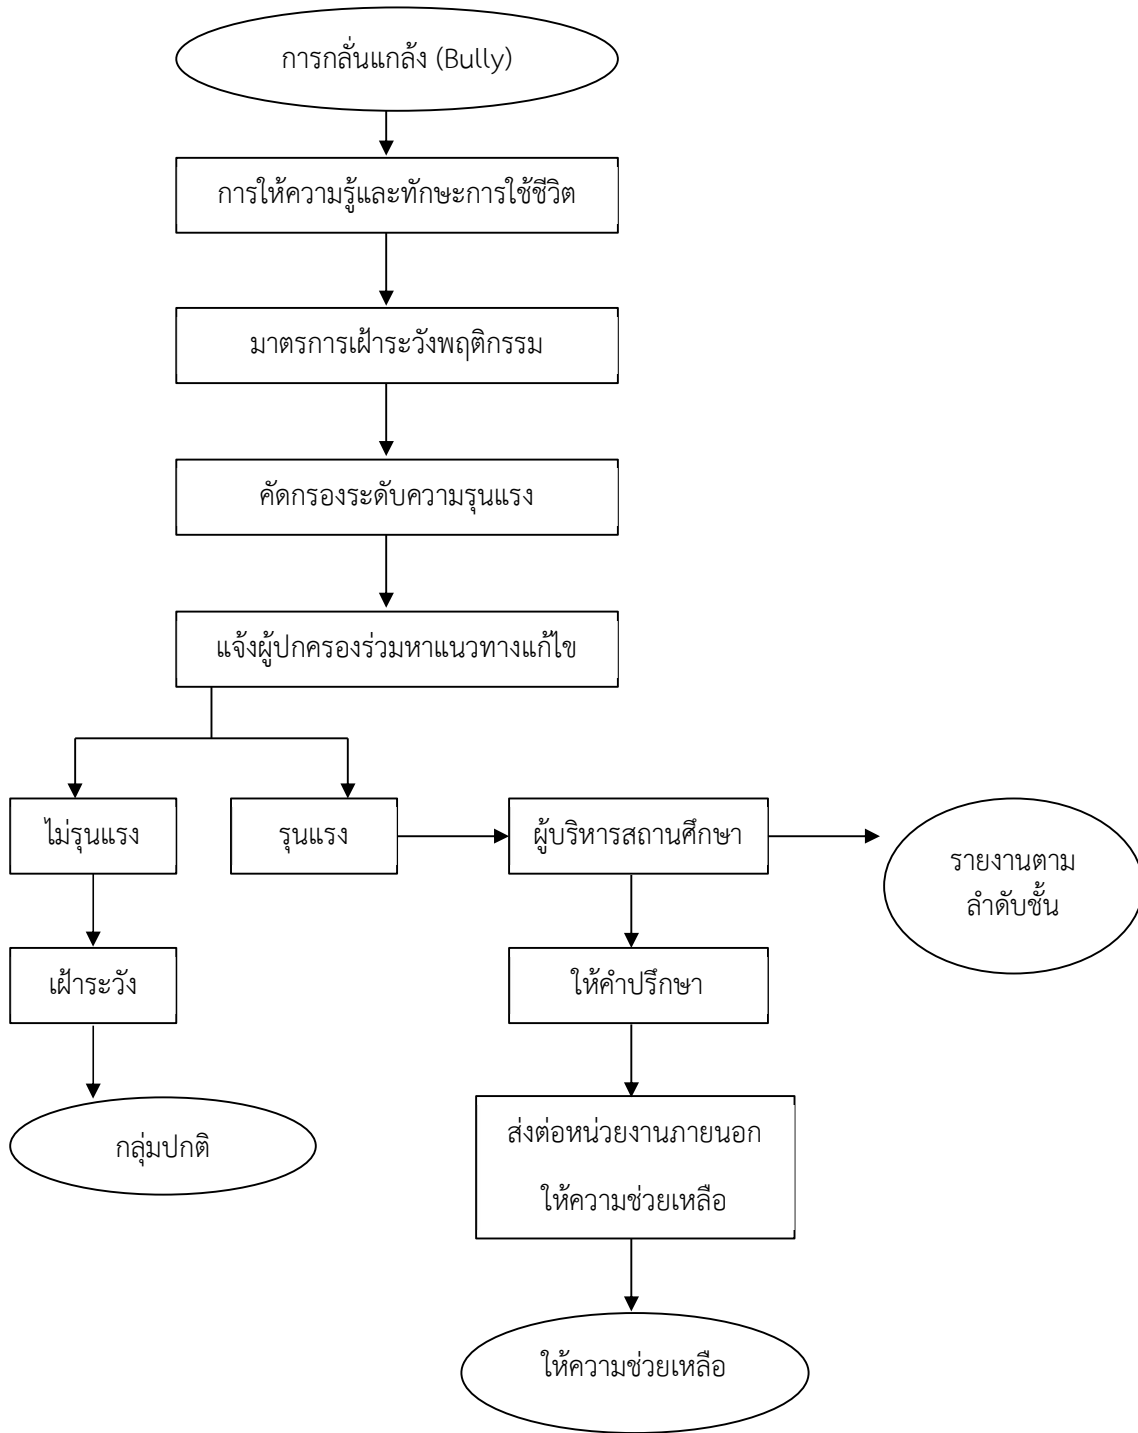 การกลั่นแกล้ง (Bully)
การให้ความรู้และทักษะการใช้ชีวิต
มาตรการเฝ้าระวังพฤติกรรม
คัดกรองระดับความรุนแรง
แจ้งผู้ปกครองร่วมหาแนวทางแก้ไข
ไม่รุนแรง
รุนแรง
ผู้บริหารสถานศึกษา
รายงานตาม
ลำดับชั้น
เฝ้าระวัง
ให้คำปรึกษา
กลุ่มปกติ
ส่งต่อหน่วยงานภายนอก
ให้ความช่วยเหลือ
ให้ความช่วยเหลือ